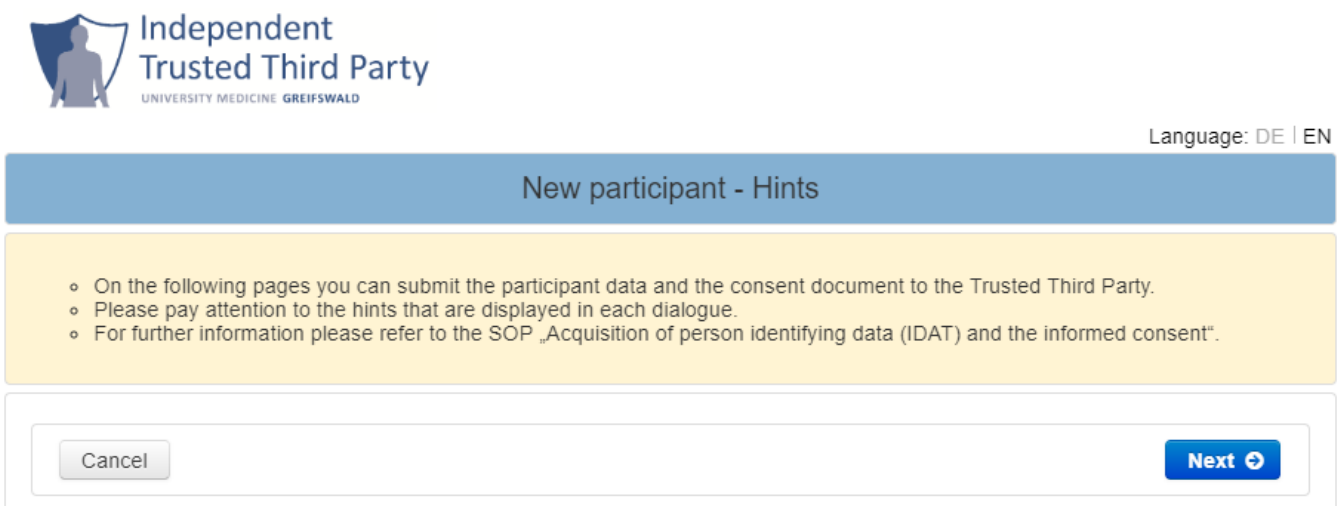 Independent
Trusted Third Party
UNIVERSITY MEDICINE GREIFSWALD
Language: DE | EN
New participant - Hints
On the following pages you can submit the participant data and the consent document to the Trusted Third Party.
Please pay attention to the hints that are displayed in each dialogue.
For further information please refer to the SOP „Acquisition of person identifying data (IDAT) and the informed consent“.
Cancel
Next